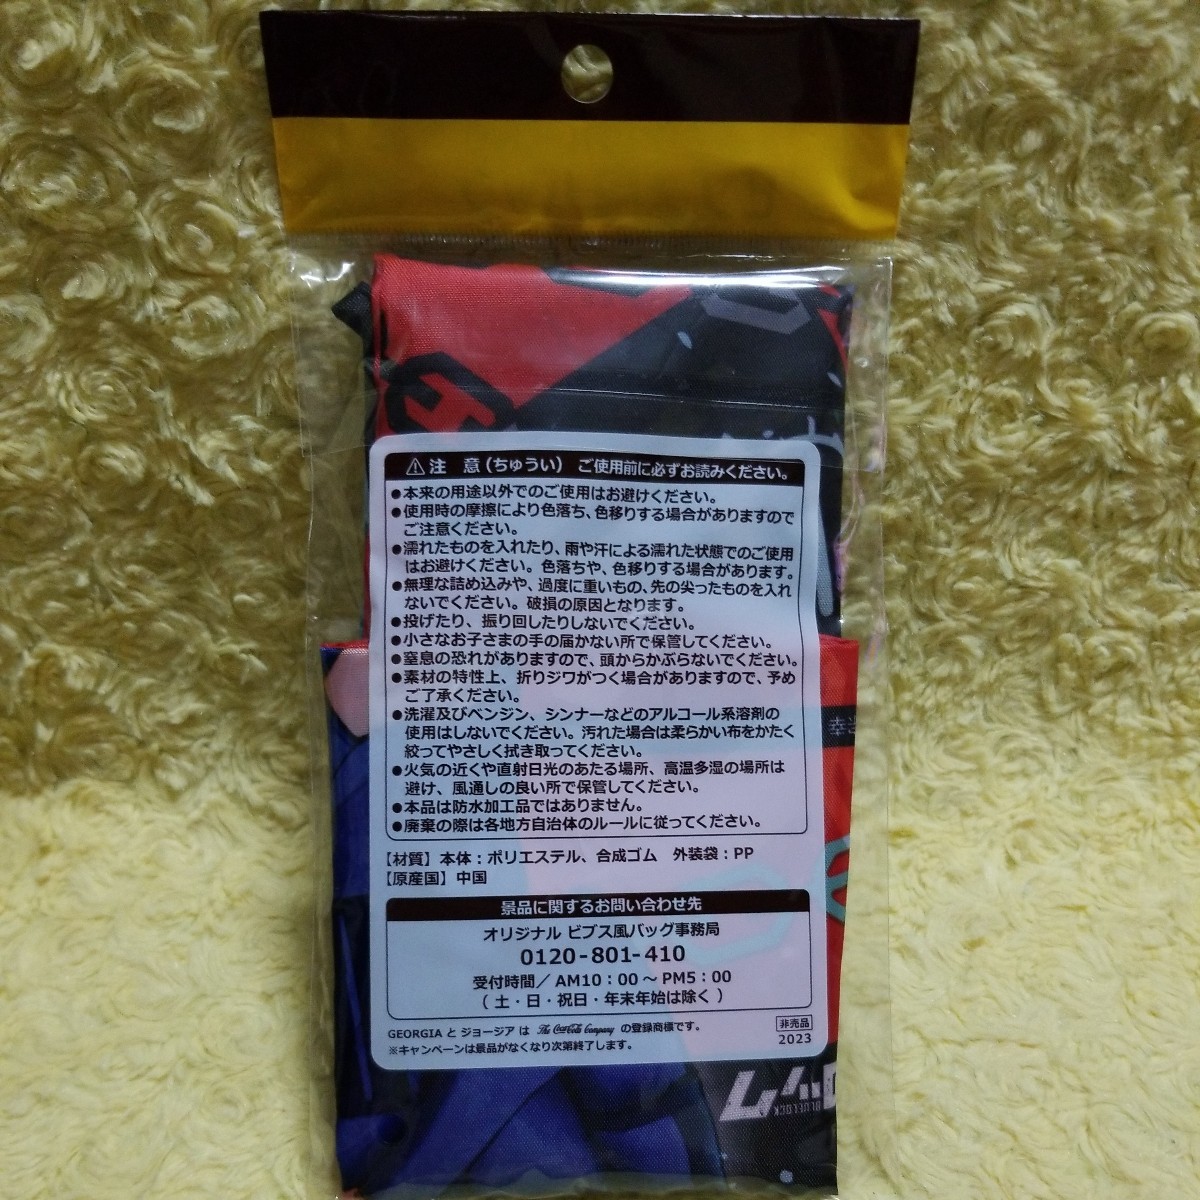 ⚠注 意(ちゅうい) ご使用前に必ずお読みください。
●本来の用途以外でのご使用はお避けください。
●使用時の摩擦により色落ち、色移りする場合がありますので
ご注意ください。
●濡れたものを入れたり、雨や汗による濡れた状態でのご使用
はお避けください。色落ちや、色移りする場合があります。
●無理な詰め込みや、過度に重いもの、先の尖ったものを入れ
ないでください。破損の原因となります。
●投げたり、振り回したりしないでください。
●小さなお子さまの手の届かない所で保管してください。
●窒息の恐れがありますので、頭からかぶらないでください。
●素材の特性上、折りジワがつく場合がありますので、予め
ご了承ください。
●洗濯及びベンジン、シンナーなどのアルコール系溶剤の
使用はしないでください。汚れた場合は柔らかい布をかたく
絞ってやさしく拭き取ってください。
●火気の近くや直射日光のあたる場所、高温多湿の場所は
避け、風通しの良い所で保管してください。
●本品は防水加工品ではありません。
●廃棄の際は各地方自治体のルールに従ってください。
【材質】本体：ポリエステル、合成ゴム 外装袋：PP
【原産国】中国
景品に関するお問い合わせ先
オリジナル ビブス風バッグ事務局
0120-801-410
受付時間／AM10：00～PM5：00
（土・日・祝日・年末年始は除く）
GEORGIA と ジョージア は The Coca-Cola Company の登録商標です。
※キャンペーンは景品がなくなり次第終了します。
非売品
2023
BLUELOCK